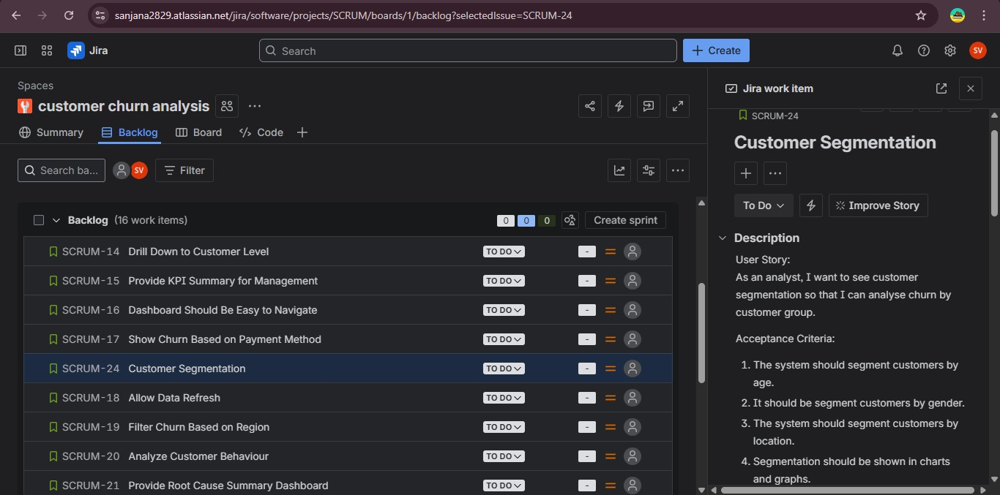 sanjana2829.atlassian.net/jira/software/projects/SCRUM/boards/1/backlog?selectedIssue=SCRUM-24
Jira
Search
Create
SV
Spaces
customer churn analysis
Summary
Backlog
Board
Code
Search ba...
SV
Filter
Backlog (16 work items)
0 0 0
Create sprint
SCRUM-14 Drill Down to Customer Level TO DO -
SCRUM-15 Provide KPI Summary for Management TO DO -
SCRUM-16 Dashboard Should Be Easy to Navigate TO DO -
SCRUM-17 Show Churn Based on Payment Method TO DO -
SCRUM-24 Customer Segmentation TO DO -
SCRUM-18 Allow Data Refresh TO DO -
SCRUM-19 Filter Churn Based on Region TO DO -
SCRUM-20 Analyze Customer Behaviour TO DO -
SCRUM-21 Provide Root Cause Summary Dashboard TO DO -
Jira work item
SCRUM-24
Customer Segmentation
To Do
Improve Story
Description
User Story:
As an analyst, I want to see customer
segmentation so that I can analyse churn by
customer group.
Acceptance Criteria:
1. The system should segment customers by
age.
2. It should be segment customers by gender.
3. The system should segment customers by
location.
4. Segmentation should be shown in charts
and graphs.